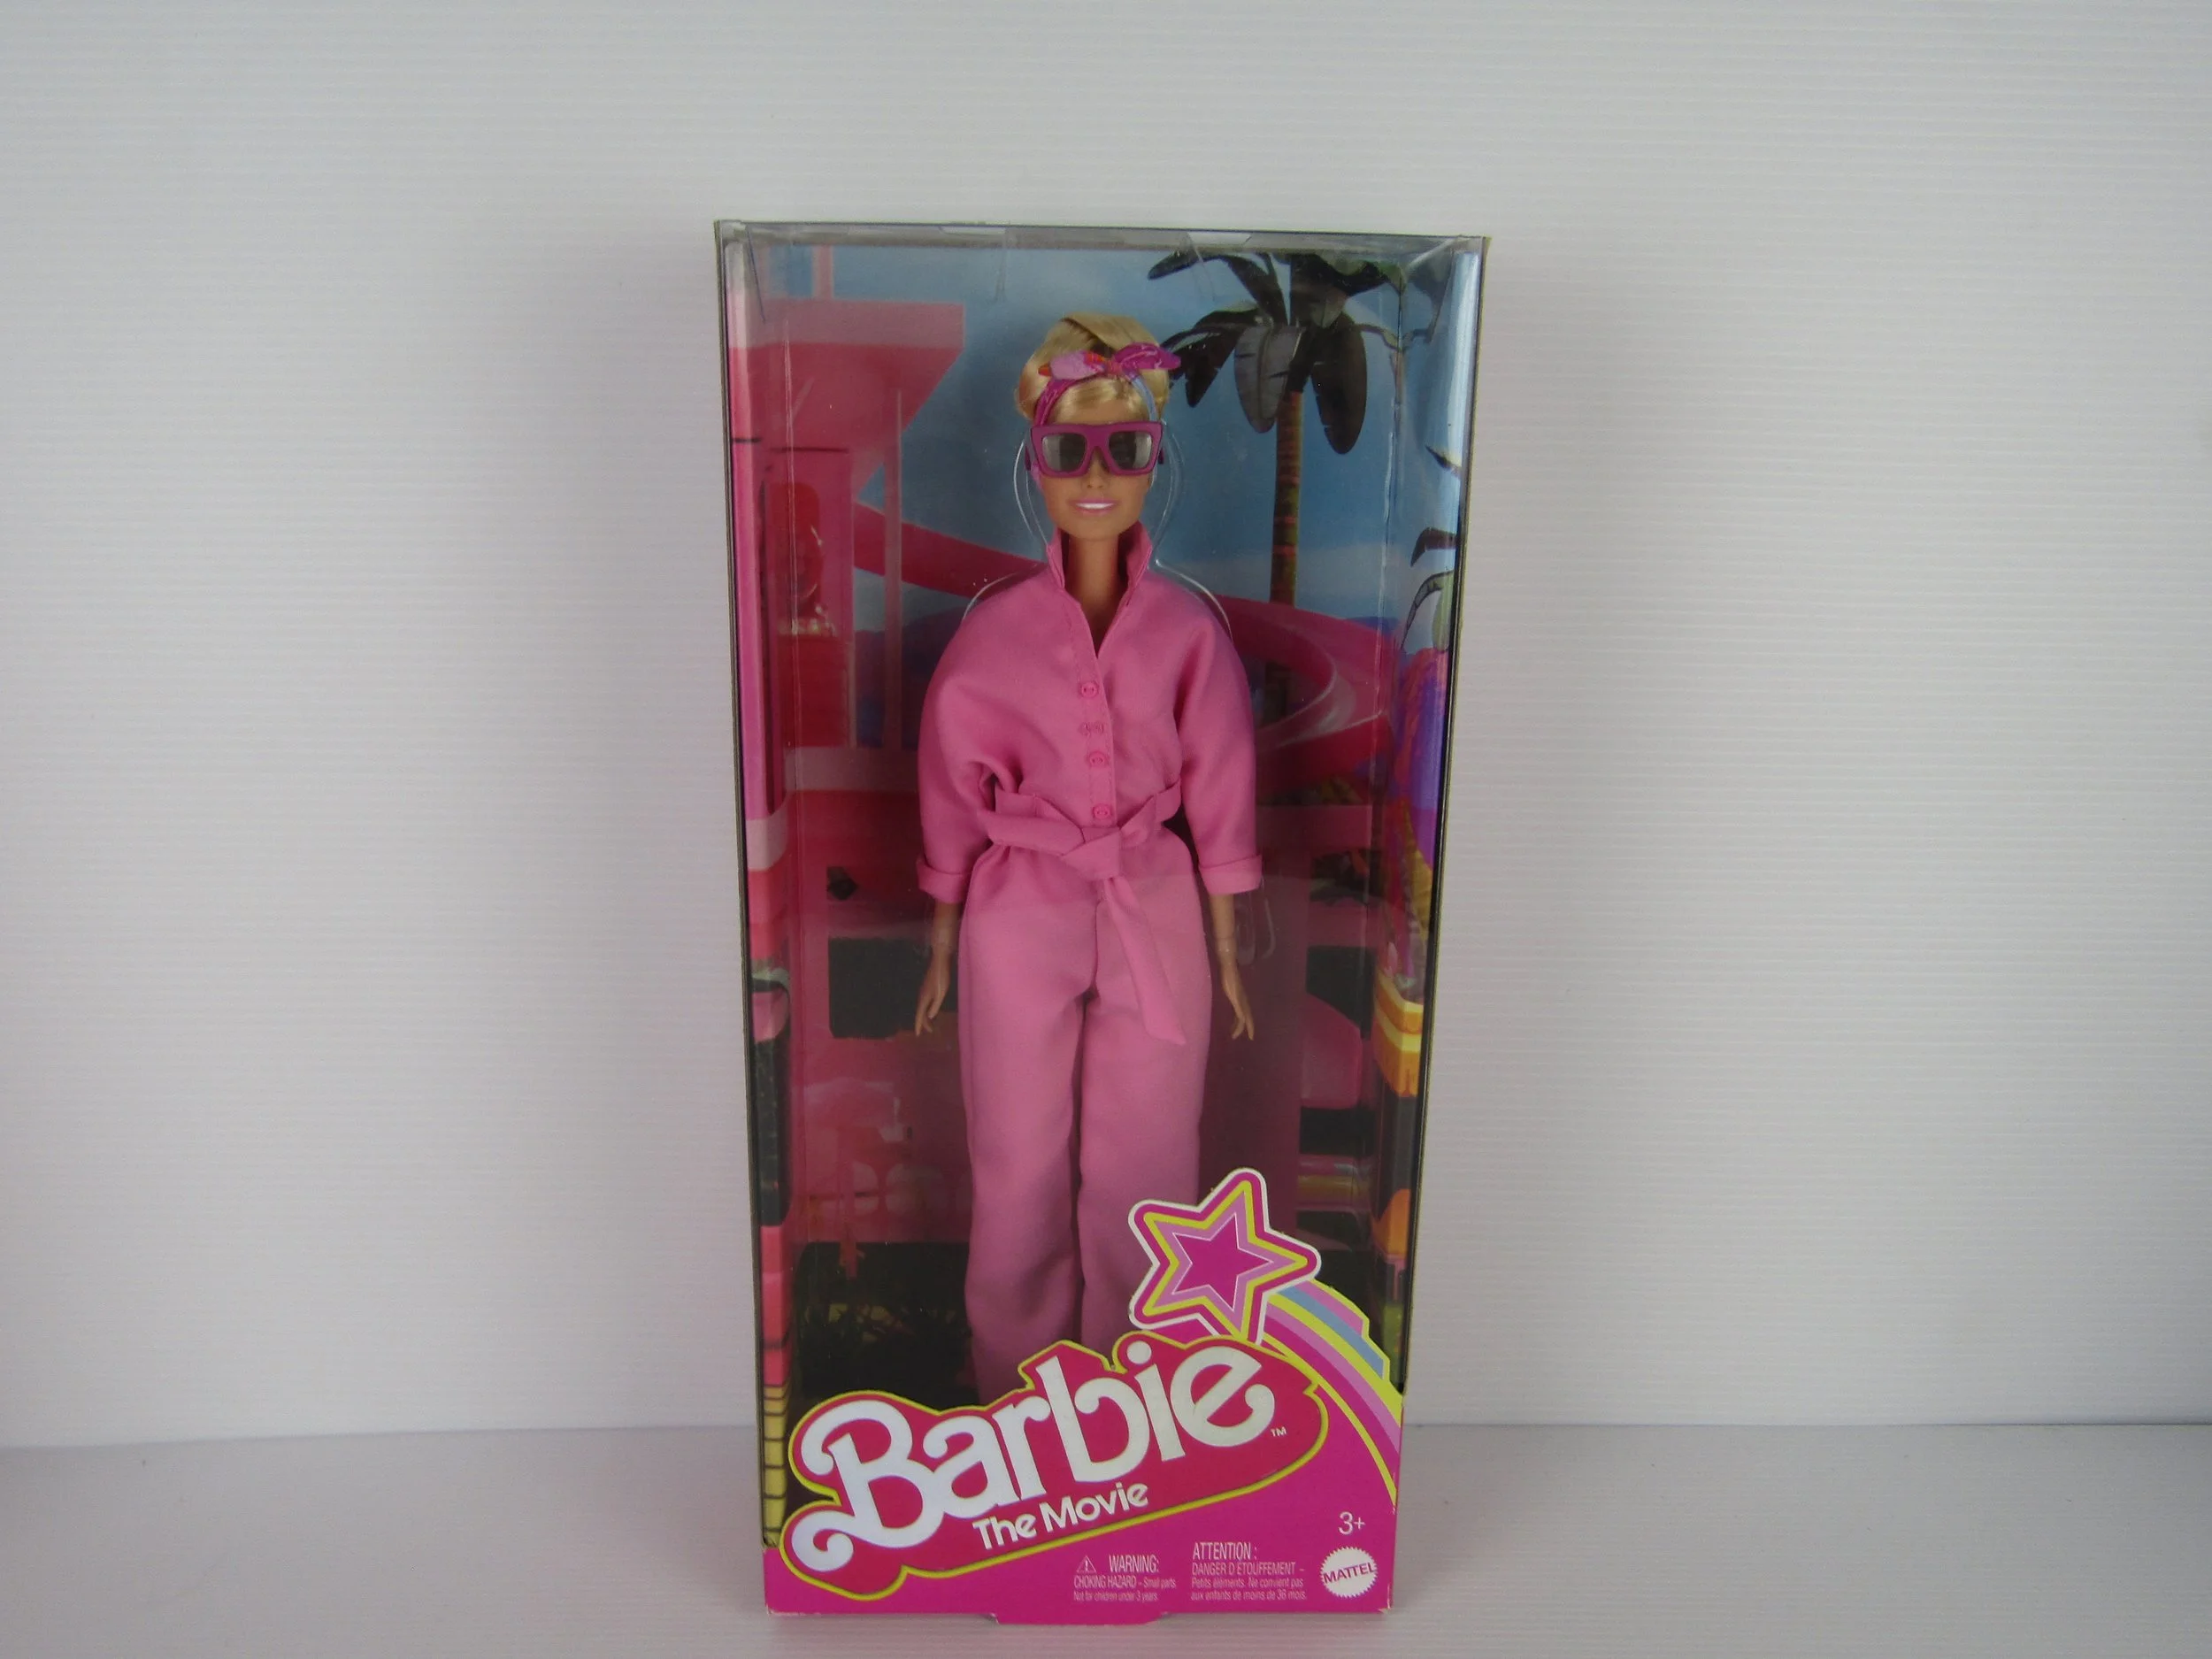 Barbie™
The Movie
3+
WARNING:
CHOKING HAZARD – Small parts.
Not for children under 3 years.
ATTENTION :
DANGER D'ÉTOUFFEMENT –
Petits éléments. Ne convient pas
aux enfants de moins de 36 mois.
MATTEL